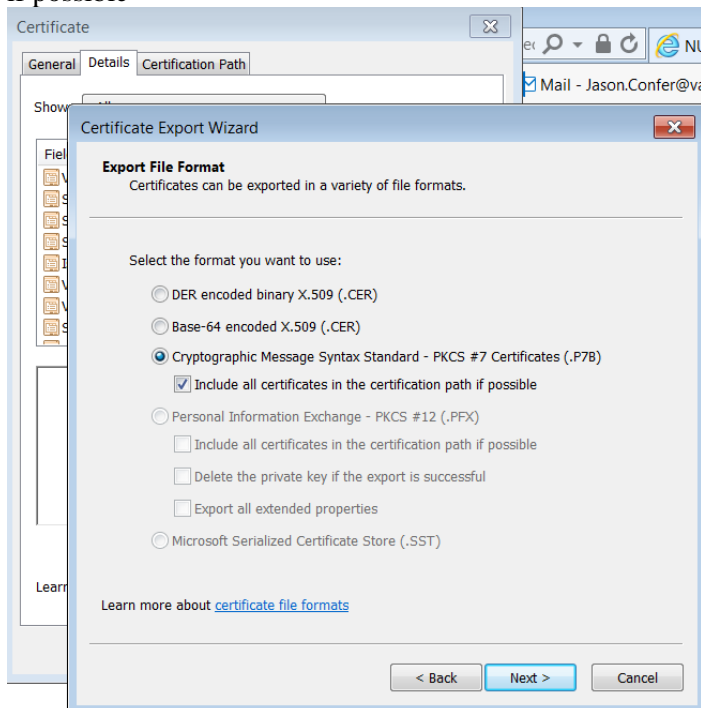 if possible
Certificate
General Details Certification Path
NU
Mail - Jason.Confer@va
Show
Certificate Export Wizard
Fiel
Export File Format
Certificates can be exported in a variety of file formats.
Select the format you want to use:
DER encoded binary X.509 (.CER)
Base-64 encoded X.509 (.CER)
Cryptographic Message Syntax Standard - PKCS #7 Certificates (.P7B)
Include all certificates in the certification path if possible
Personal Information Exchange - PKCS #12 (.PFX)
Include all certificates in the certification path if possible
Delete the private key if the export is successful
Export all extended properties
Microsoft Serialized Certificate Store (.SST)
Learn
Learn more about certificate file formats
< Back Next > Cancel